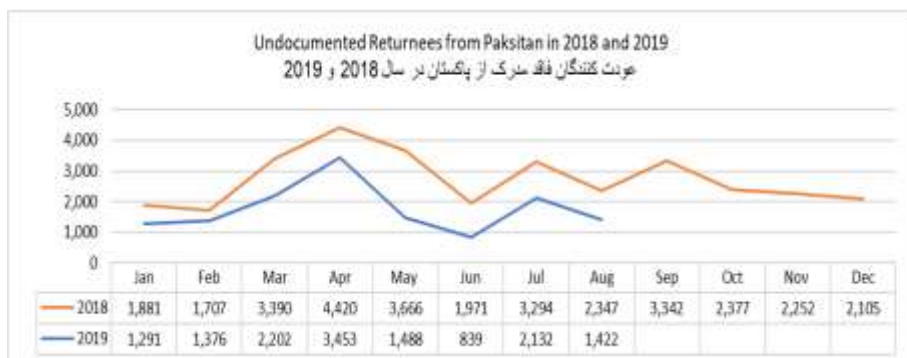 Undocumented Returnees from Paksitan in 2018 and 2019
عودت کنندگان فاقد مدرک از پاکستان در سال 2018 و 2019
5,000
4,000
3,000
2,000
1,000
0
Jan Feb Mar Apr May Jun Jul Aug Sep Oct Nov Dec
2018 1,881 1,707 3,390 4,420 3,666 1,971 3,294 2,347 3,342 2,377 2,252 2,105
2019 1,291 1,376 2,202 3,453 1,488 839 2,132 1,422